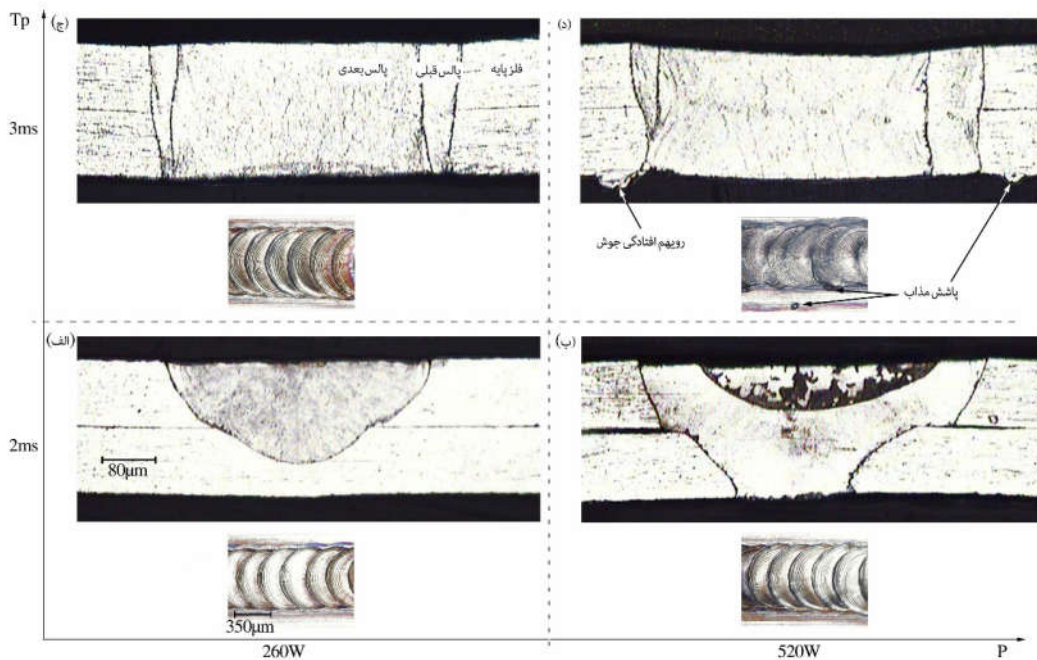 Tp
(ج)
(د)
فلز پایه
پالس قبلی
پالس بعدی
3ms
رویهم افتادگی جوش
پاشش مذاب
(الف)
(ب)
2ms
80µm
350µm
260W
520W
P